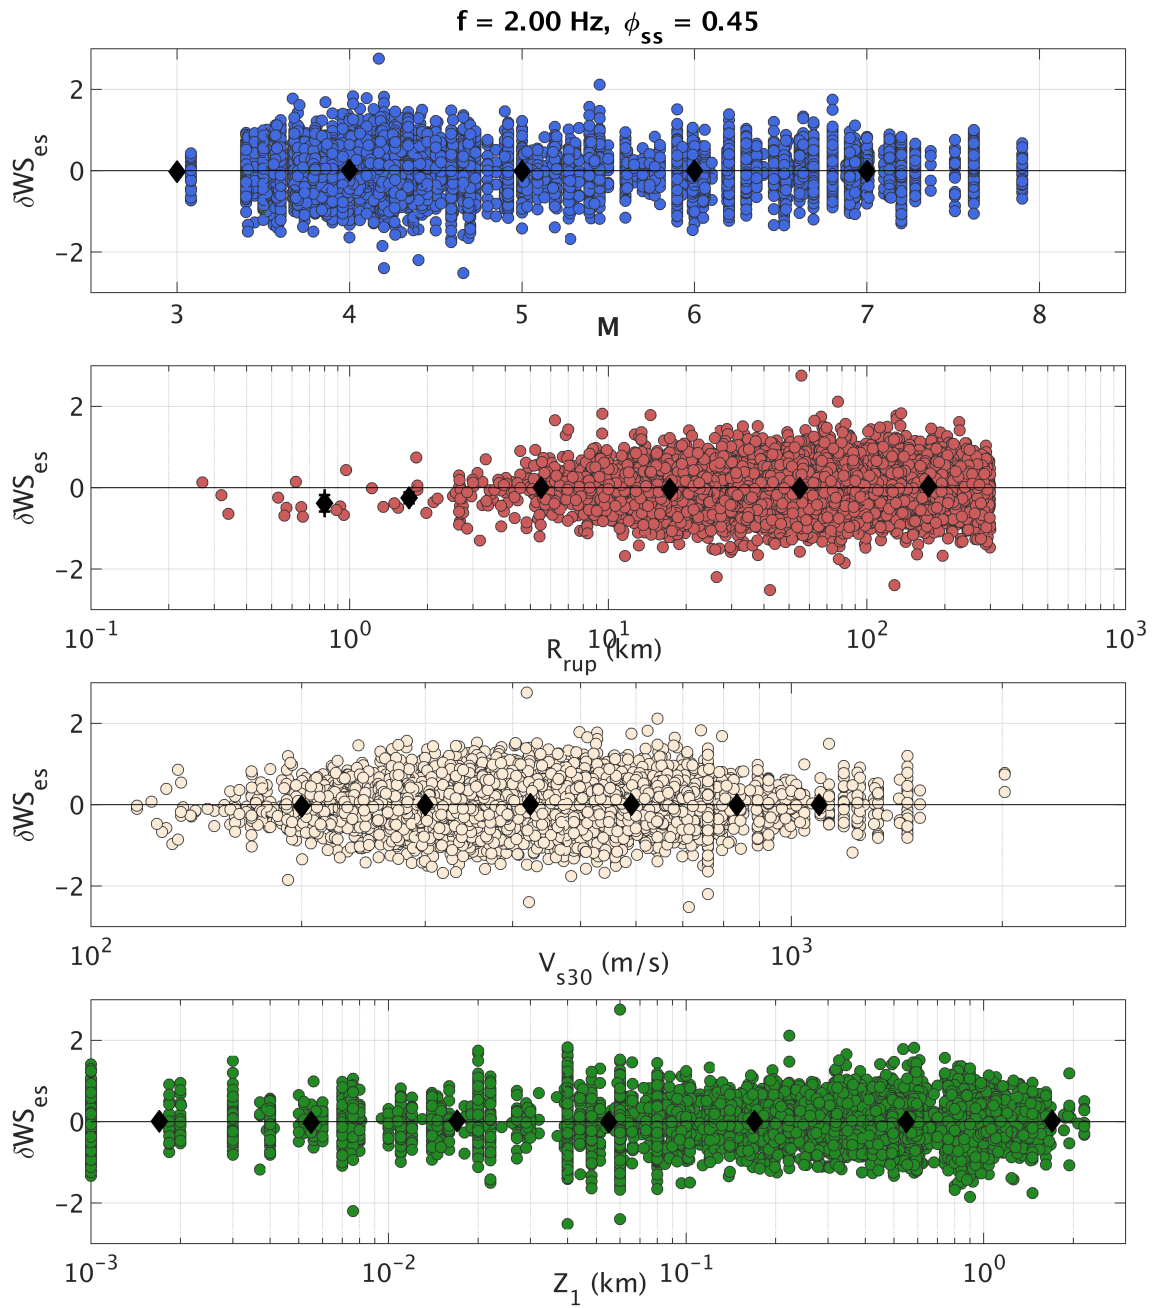 f = 2.00 Hz, ϕss = 0.45
δWSes
2
0
−2
3 4 5 6 7 8
M
δWSes
2
0
−2
10−1 100 101 102 103
Rrup (km)
δWSes
2
0
−2
102 103
Vs30 (m/s)
δWSes
2
0
−2
10−3 10−2 10−1 100
Z1 (km)